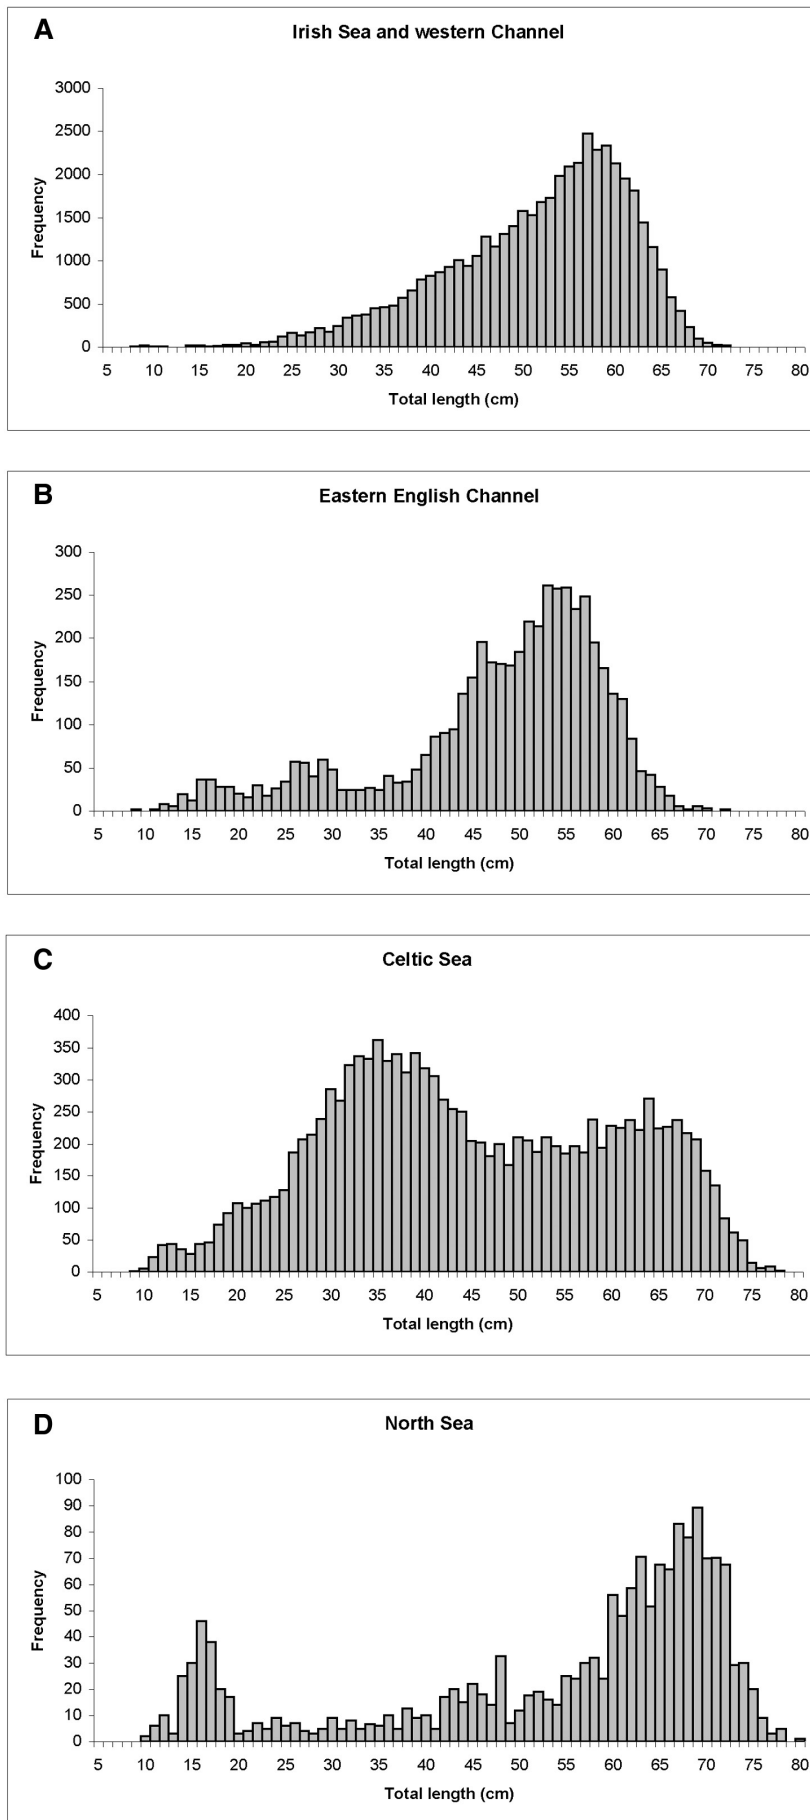 A
Irish Sea and western Channel
3000
2500
2000
1500
1000
500
0
Frequency
5 10 15 20 25 30 35 40 45 50 55 60 65 70 75 80
Total length (cm)
B
Eastern English Channel
300
250
200
150
100
50
0
Frequency
5 10 15 20 25 30 35 40 45 50 55 60 65 70 75 80
Total length (cm)
C
Celtic Sea
400
350
300
250
200
150
100
50
0
Frequency
5 10 15 20 25 30 35 40 45 50 55 60 65 70 75 80
Total length (cm)
D
North Sea
100
90
80
70
60
50
40
30
20
10
0
Frequency
5 10 15 20 25 30 35 40 45 50 55 60 65 70 75 80
Total length (cm)